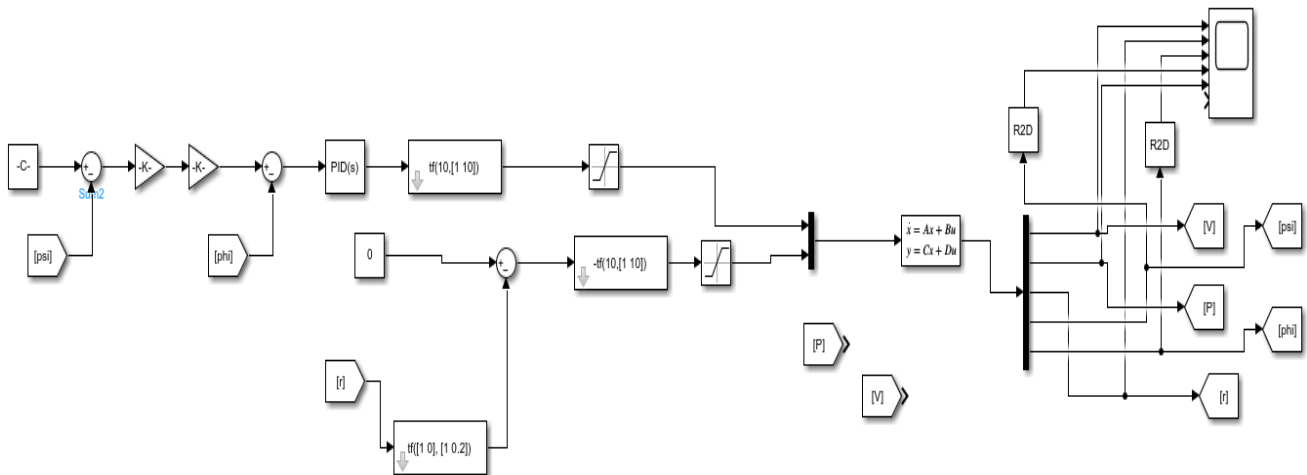 R2D
R2D
-C-
+
-
Sum2
-K-
-K-
+
-
PID(s)
tf(10,[1 10])
[psi]
[phi]
0
+
-
-tf(10,[1 10])
ẋ = Ax + Bu
y = Cx + Du
[V]
[psi]
[P]
[phi]
[P]
[V]
[r]
[r]
tf([1 0], [1 0.2])